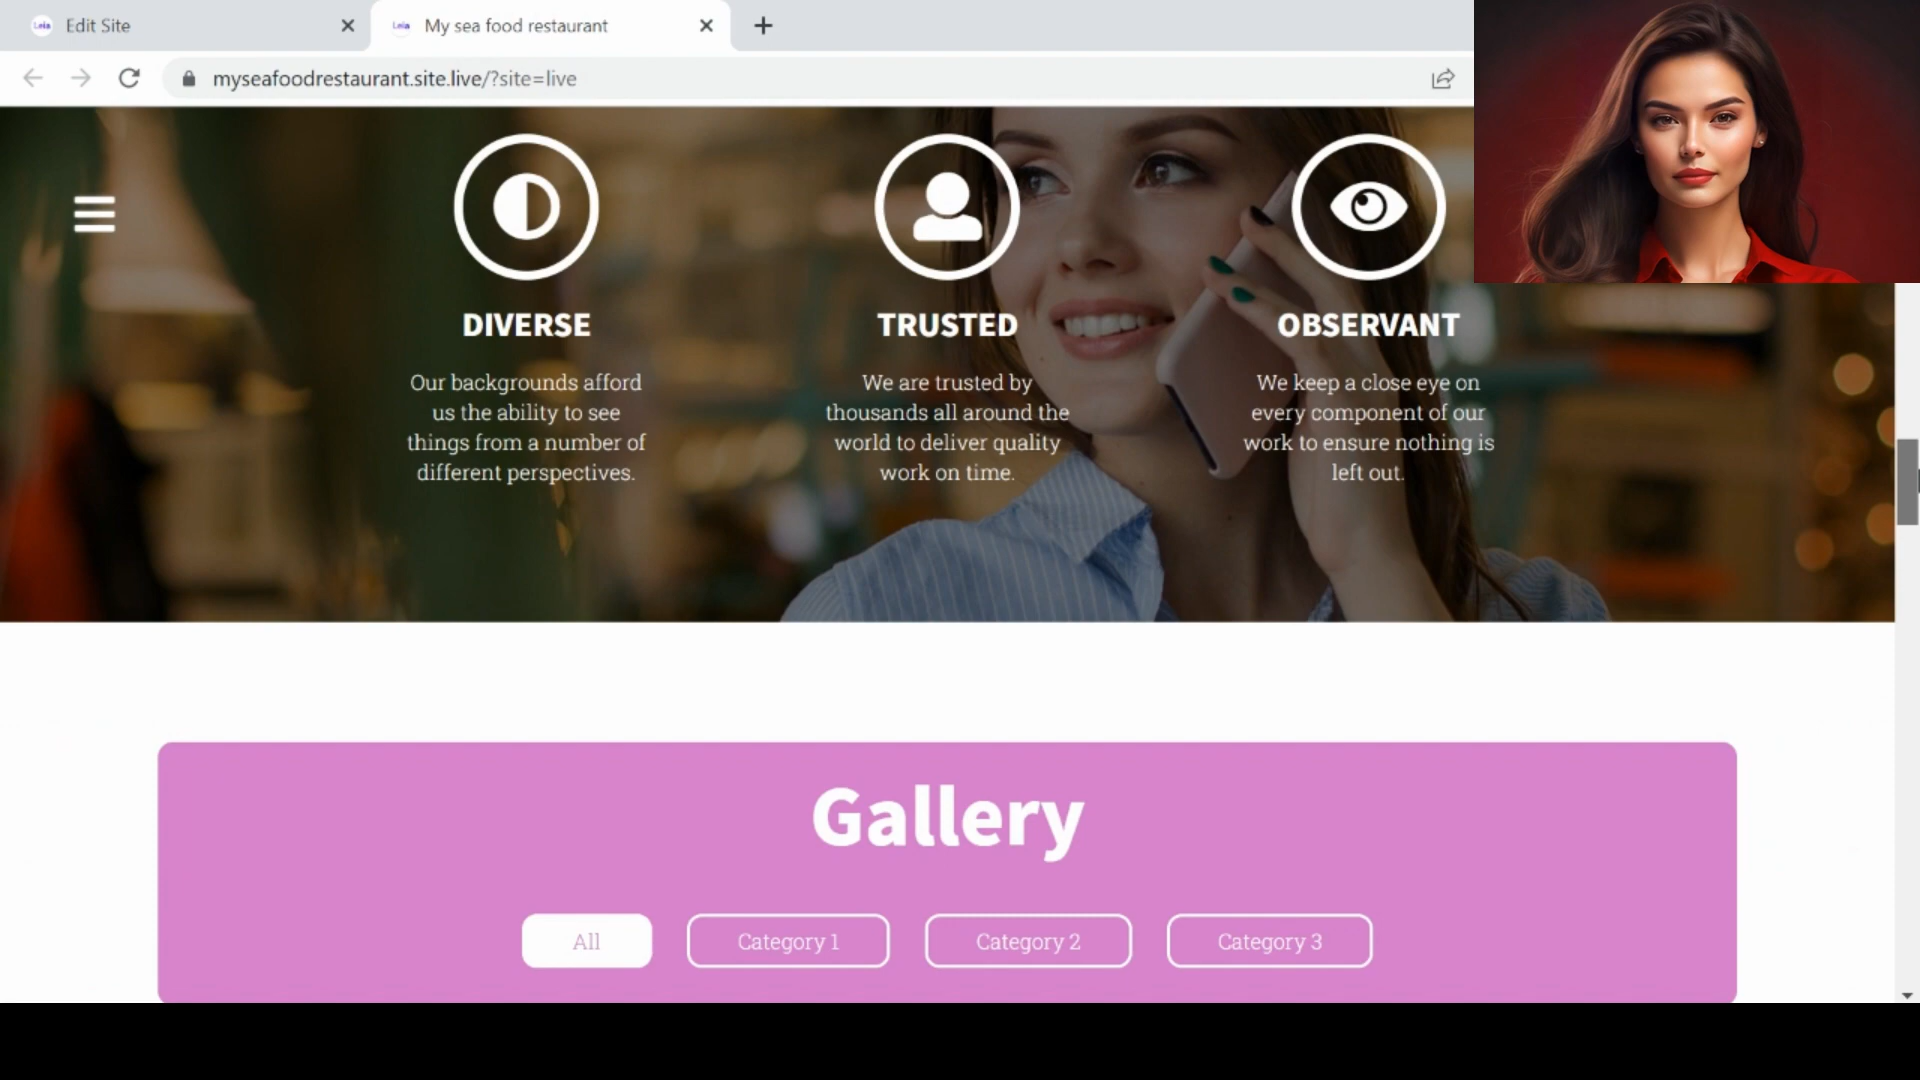 Leia
Edit Site
Leia
My sea food restaurant
myseafoodrestaurant.site.live/?site=live
DIVERSE
Our backgrounds afford
us the ability to see
things from a number of
different perspectives.
TRUSTED
We are trusted by
thousands all around the
world to deliver quality
work on time.
OBSERVANT
We keep a close eye on
every component of our
work to ensure nothing is
left out.
Gallery
All
Category 1
Category 2
Category 3